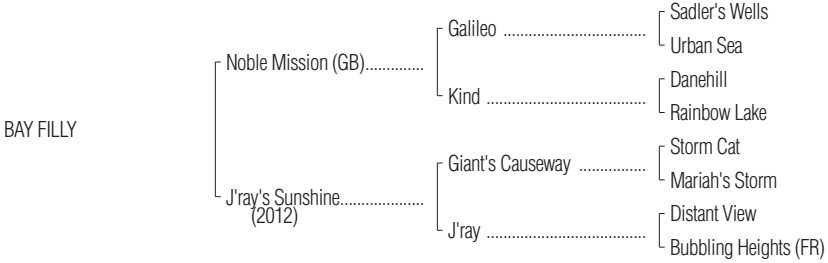 Sadler's Wells
Galileo ..................................
Urban Sea
Noble Mission (GB)..............
Danehill
Kind ......................................
Rainbow Lake
BAY FILLY
Storm Cat
Giant's Causeway ................
Mariah's Storm
J'ray's Sunshine....................
(2012)
Distant View
J'ray ......................................
Bubbling Heights (FR)